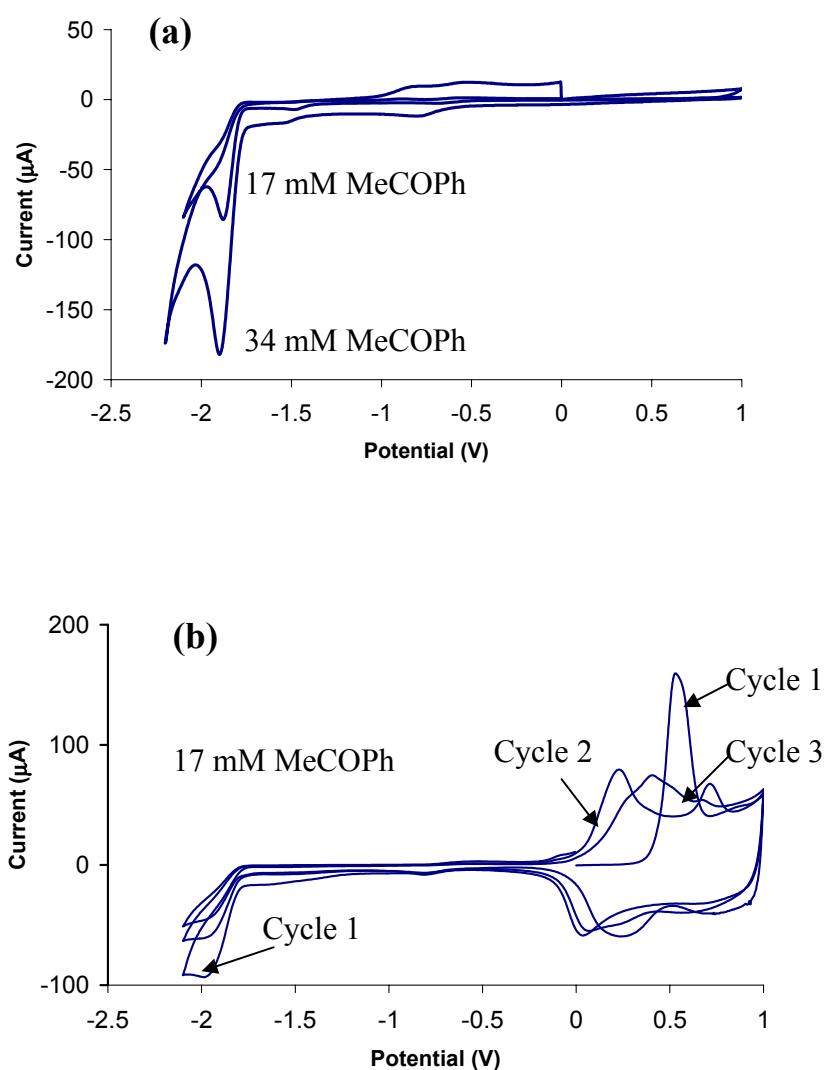 (a)
50
0
-50
-100
-150
-200
Current (µA)
17 mM MeCOPh
34 mM MeCOPh
-2.5 -2 -1.5 -1 -0.5 0 0.5 1
Potential (V)
(b)
200
100
0
-100
Current (µA)
Cycle 1
Cycle 2
Cycle 3
17 mM MeCOPh
Cycle 1
-2.5 -2 -1.5 -1 -0.5 0 0.5 1
Potential (V)